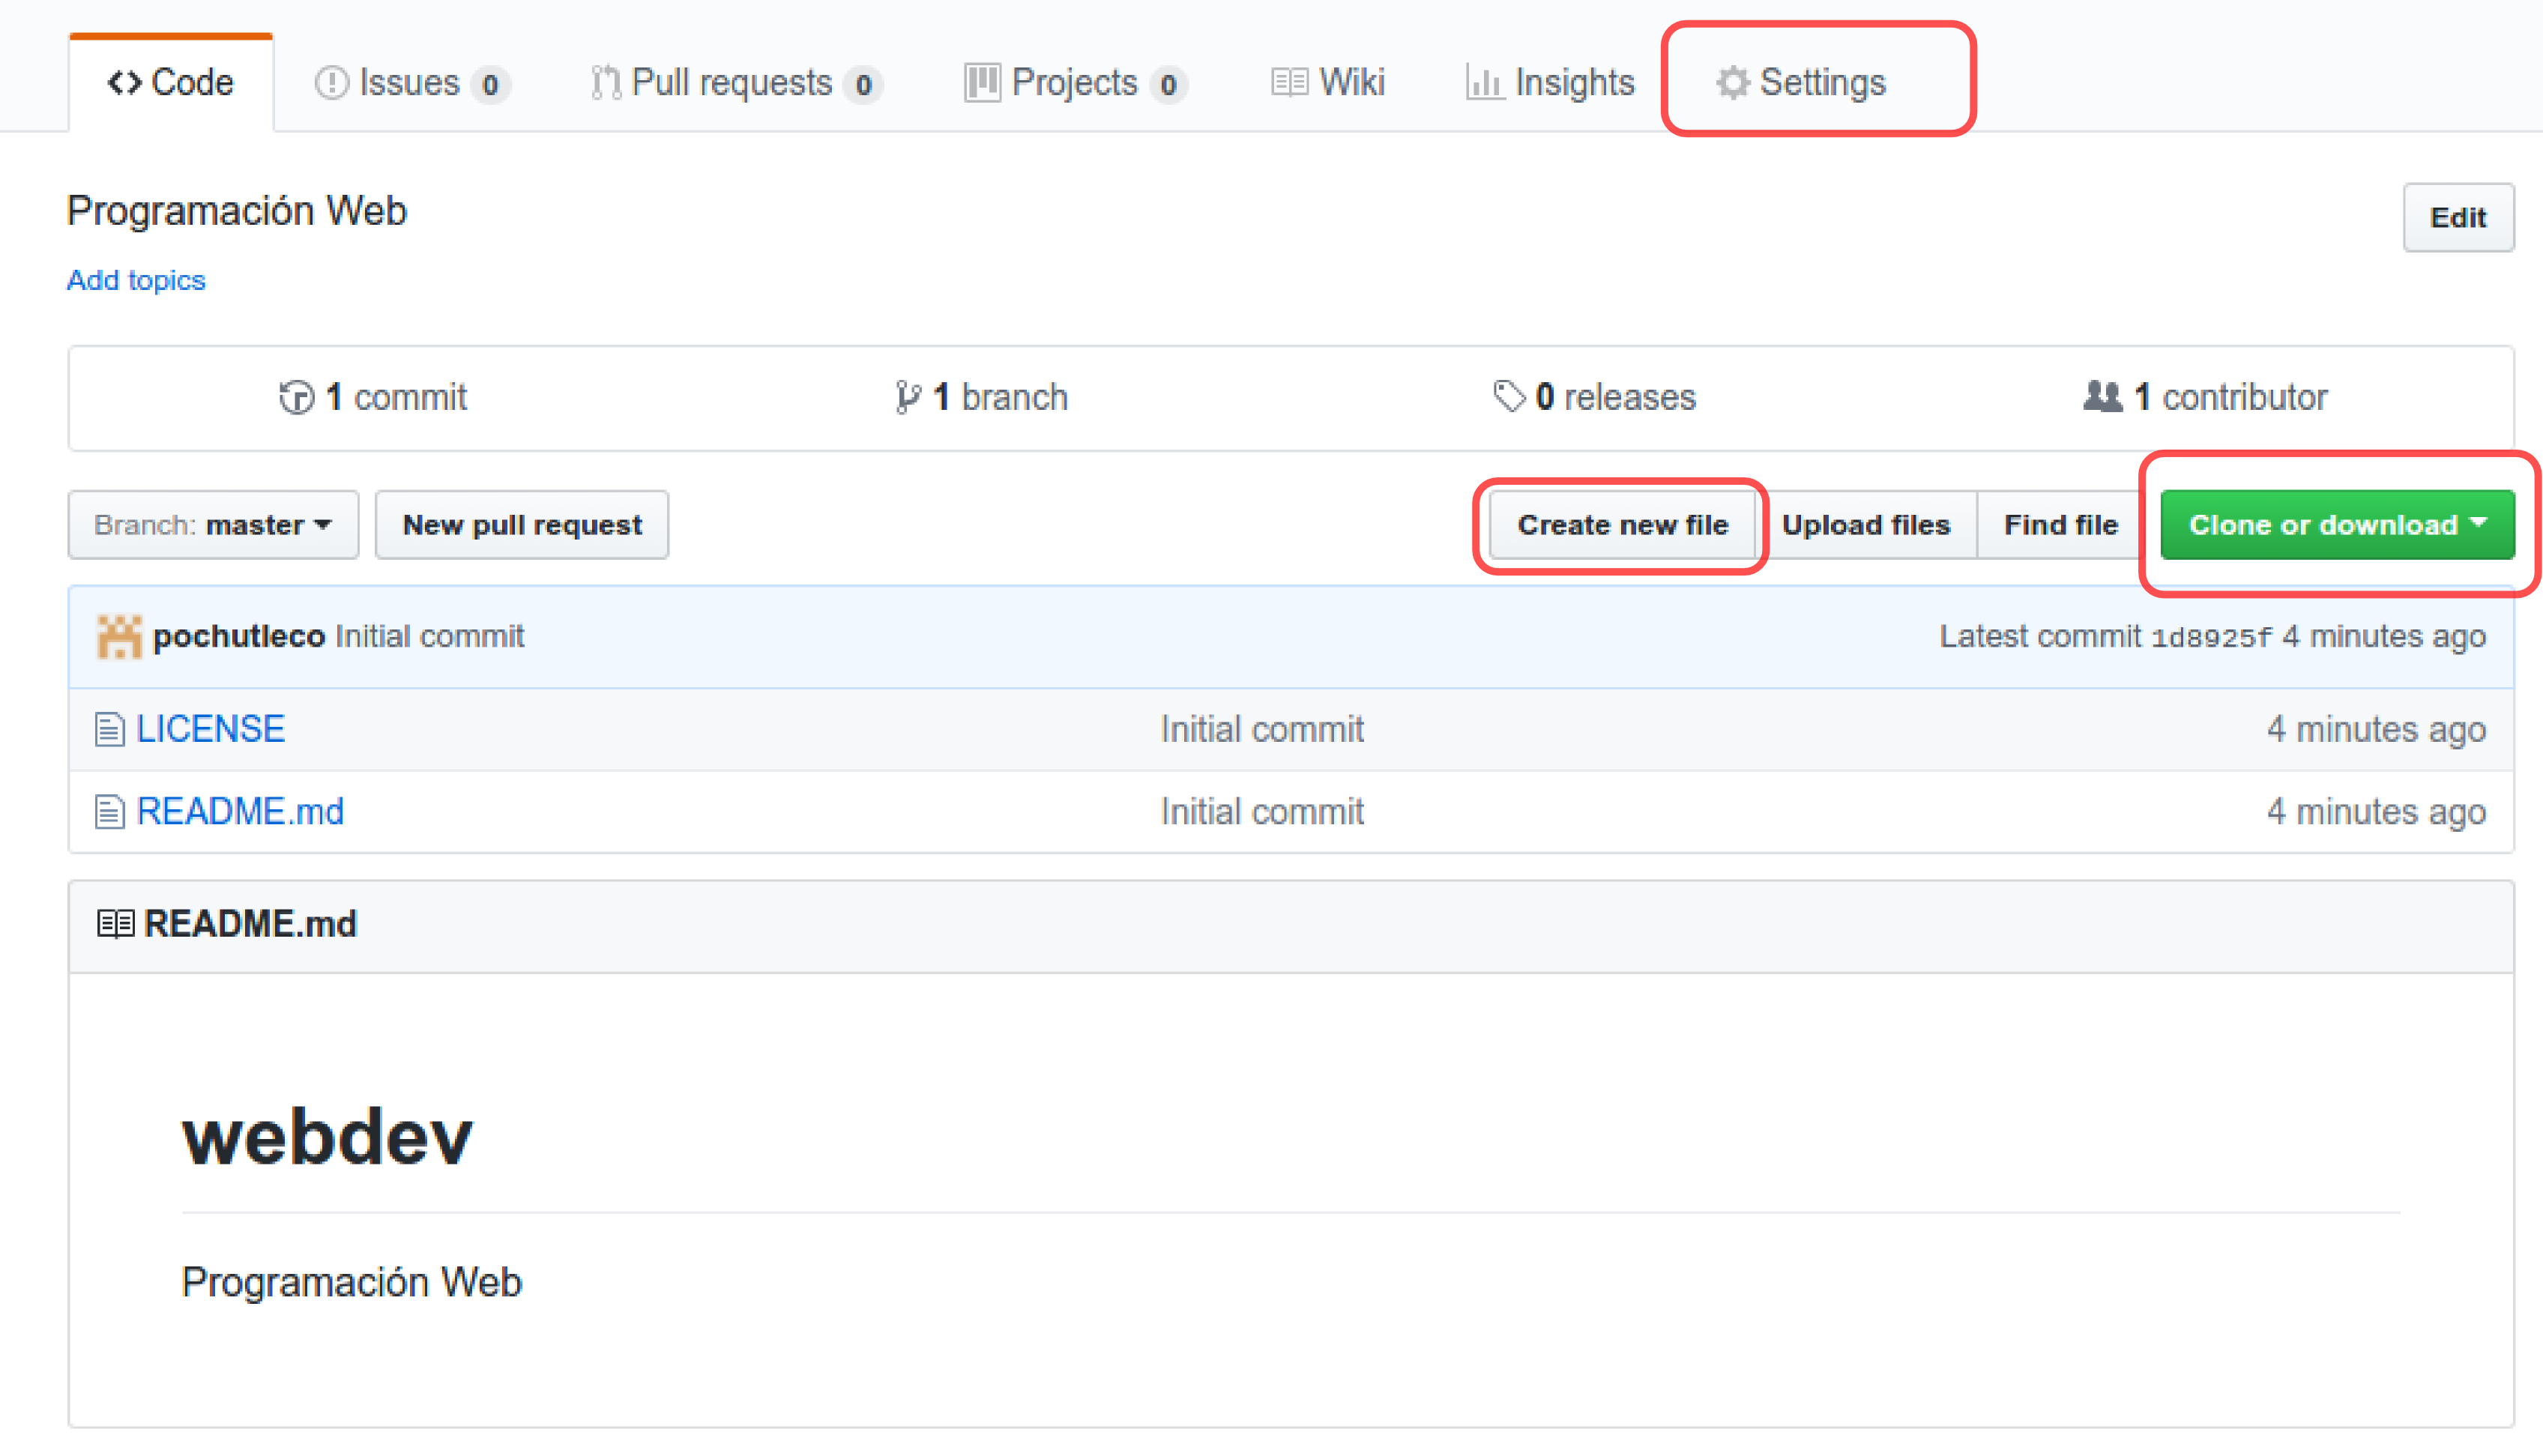 Code Issues 0 Pull requests 0 Projects 0 Wiki Insights Settings
Programación Web Edit
Add topics
1 commit 1 branch 0 releases 1 contributor
Branch: master New pull request Create new file Upload files Find file Clone or download
pochutleco Initial commit Latest commit 1d8925f 4 minutes ago
LICENSE Initial commit 4 minutes ago
README.md Initial commit 4 minutes ago
README.md
webdev
Programación Web